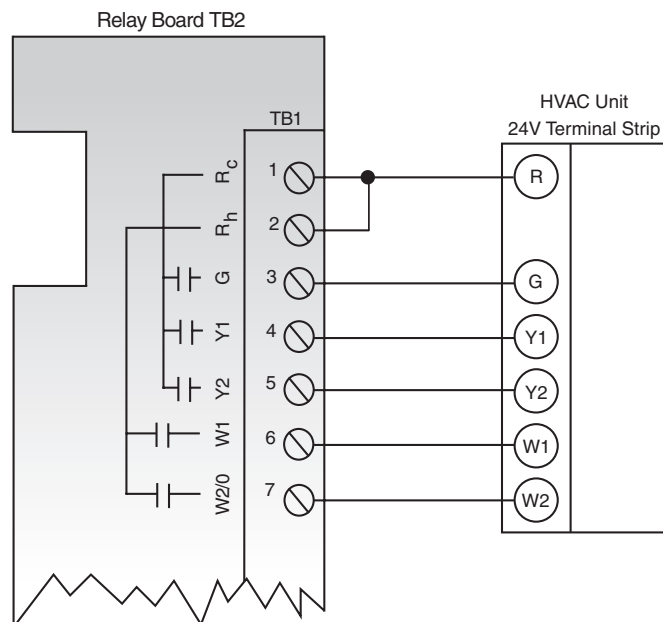 Relay Board TB2
HVAC Unit
24V Terminal Strip
TB1
Rc 1 R
Rh 2
G 3 G
Y1 4 Y1
Y2 5 Y2
W1 6 W1
W2/0 7 W2